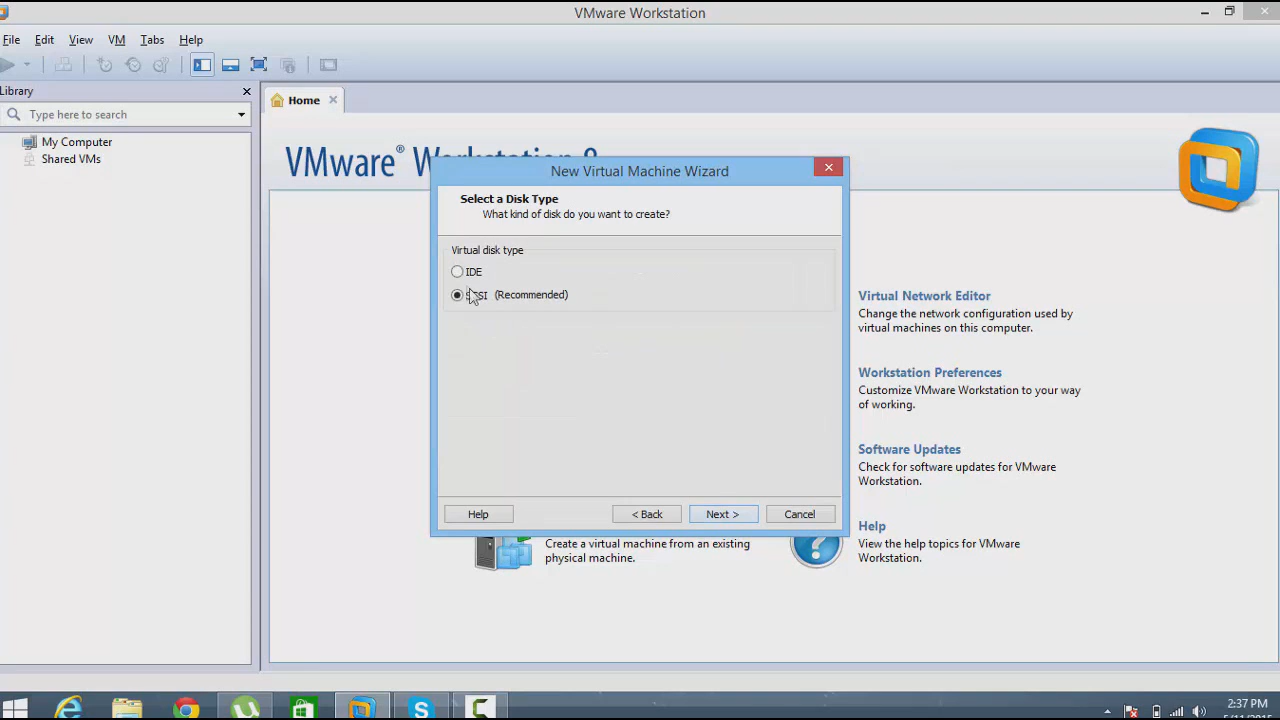 VMware Workstation
File Edit View VM Tabs Help
Library
Type here to search
Home
My Computer
Shared VMs
VMware® Workstation 9
New Virtual Machine Wizard
Select a Disk Type
What kind of disk do you want to create?
Virtual disk type
IDE
(Recommended)
Help < Back Next > Cancel
Virtual Network Editor
Change the network configuration used by
virtual machines on this computer.
Workstation Preferences
Customize VMware Workstation to your way
of working.
Software Updates
Check for software updates for VMware
Workstation.
Help
View the help topics for VMware
Workstation.
Create a virtual machine from an existing
physical machine.
2:37 PM